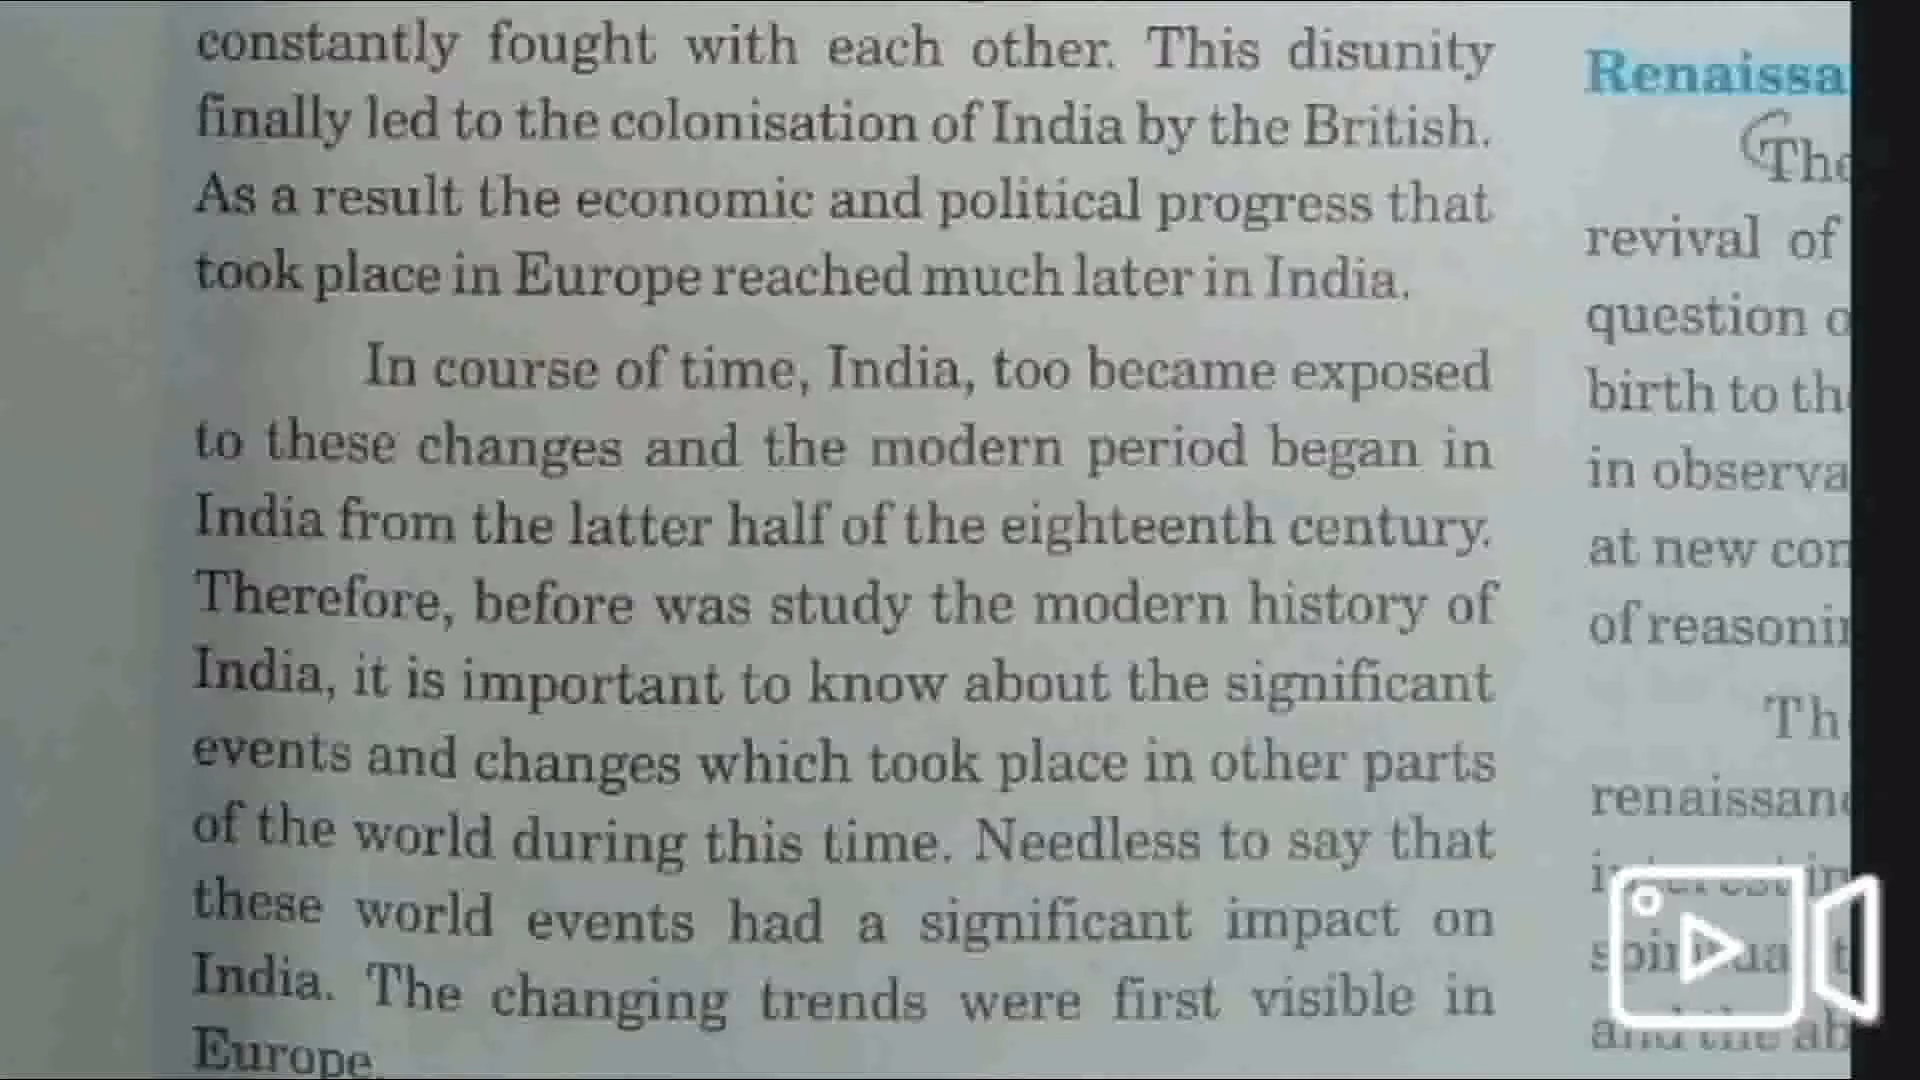 constantly fought with each other. This disunity
finally led to the colonisation of India by the British.
As a result the economic and political progress that
took place in Europe reached much later in India.
In course of time, India, too became exposed
to these changes and the modern period began in
India from the latter half of the eighteenth century.
Therefore, before was study the modern history of
India, it is important to know about the significant
events and changes which took place in other parts
of the world during this time. Needless to say that
these world events had a significant impact on
India. The changing trends were first visible in
Europe.
Renaissa
The
revival of
question
birth to
in observa
at new
of
and the